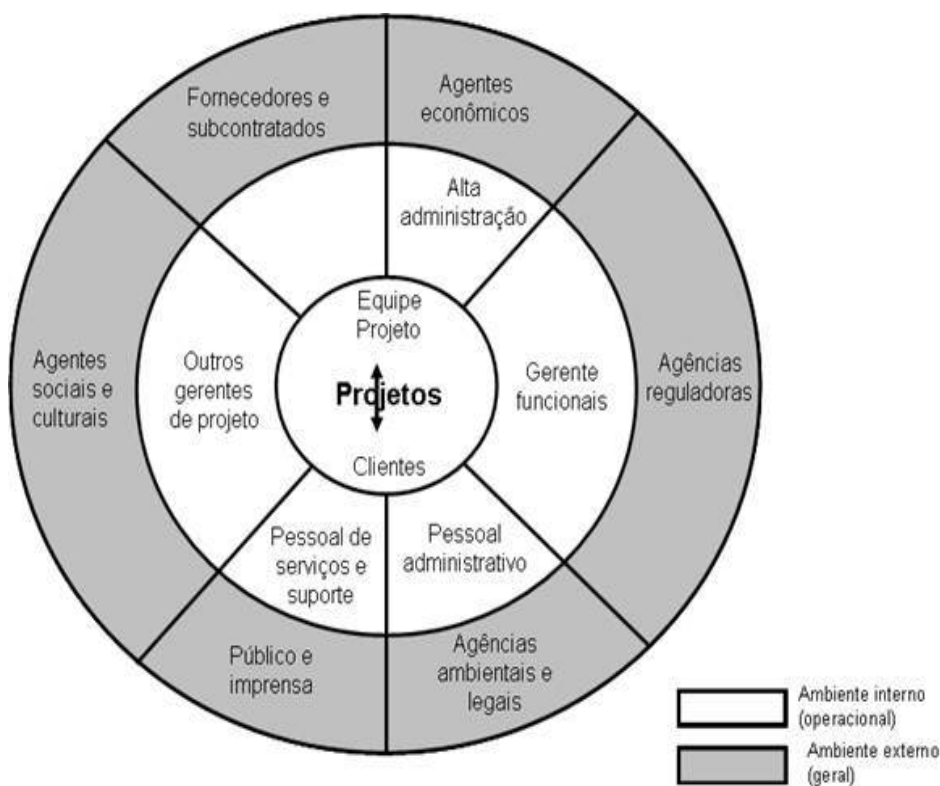 Fornecedores e
subcontratados
Agentes
econômicos
Alta
administração
Equipe
Projeto
Projetos
Clientes
Agentes
sociais e
culturais
Outros
gerentes
de projeto
Gerente
funcionais
Agências
reguladoras
Pessoal de
serviços e
suporte
Pessoal
administrativo
Público e
imprensa
Agências
ambientais e
legais
Ambiente interno
(operacional)
Ambiente externo
(geral)